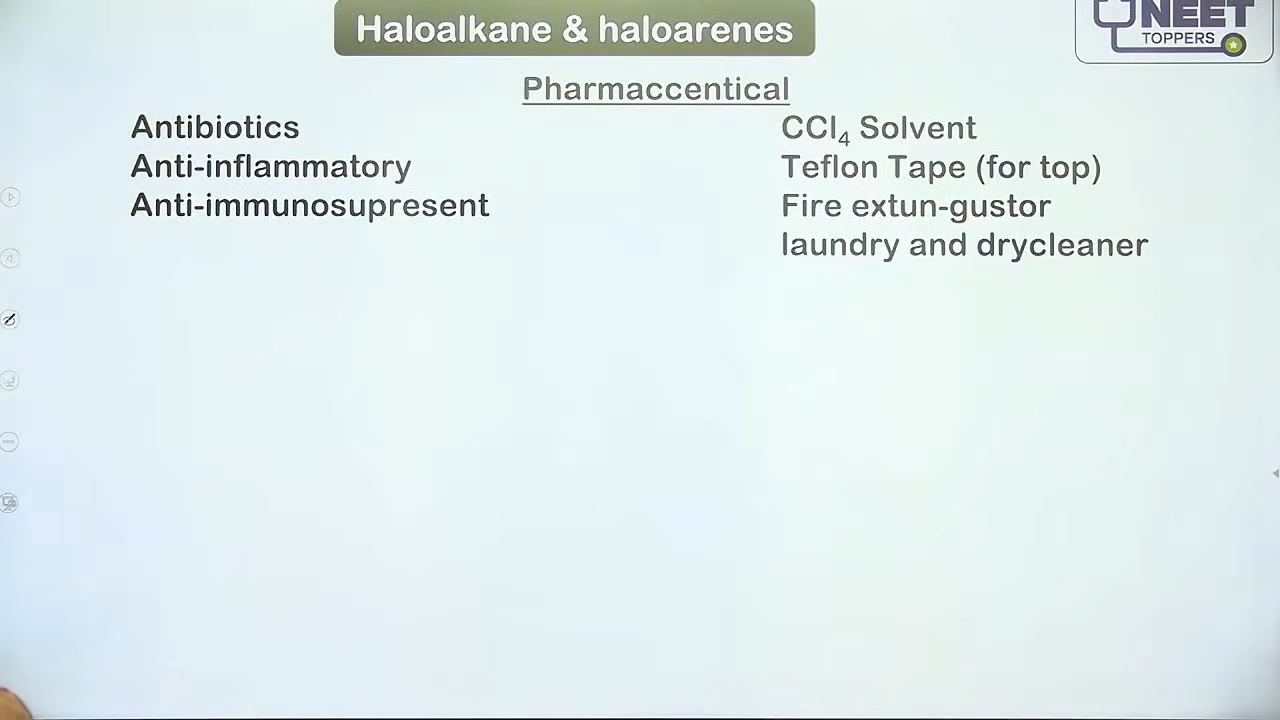 Haloalkane & haloarenes
NEET
TOPPERS
Pharmaccentical
Antibiotics
Anti-inflammatory
Anti-immunosupresent
CCl₄ Solvent
Teflon Tape (for top)
Fire extun-gustor
laundry and drycleaner